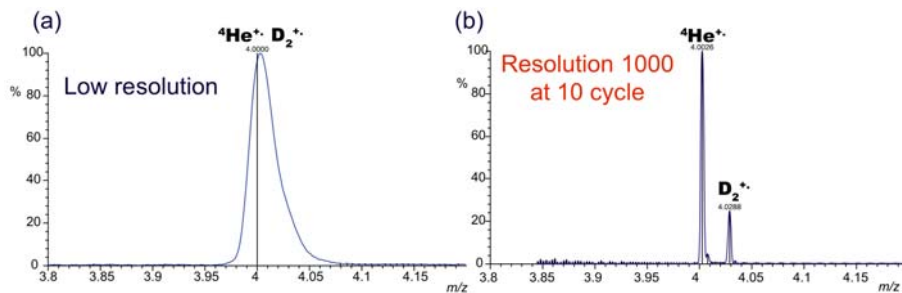 (a)
⁴He⁺· D₂⁺·
4.0000
Low resolution
%
100
80
60
40
20
0
3.8 3.85 3.9 3.95 4 4.05 4.1 4.15
m/z
(b)
⁴He⁺·
4.0026
Resolution 1000
at 10 cycle
D₂⁺·
4.0288
%
100
80
60
40
20
0
3.8 3.85 3.9 3.95 4 4.05 4.1 4.15
m/z